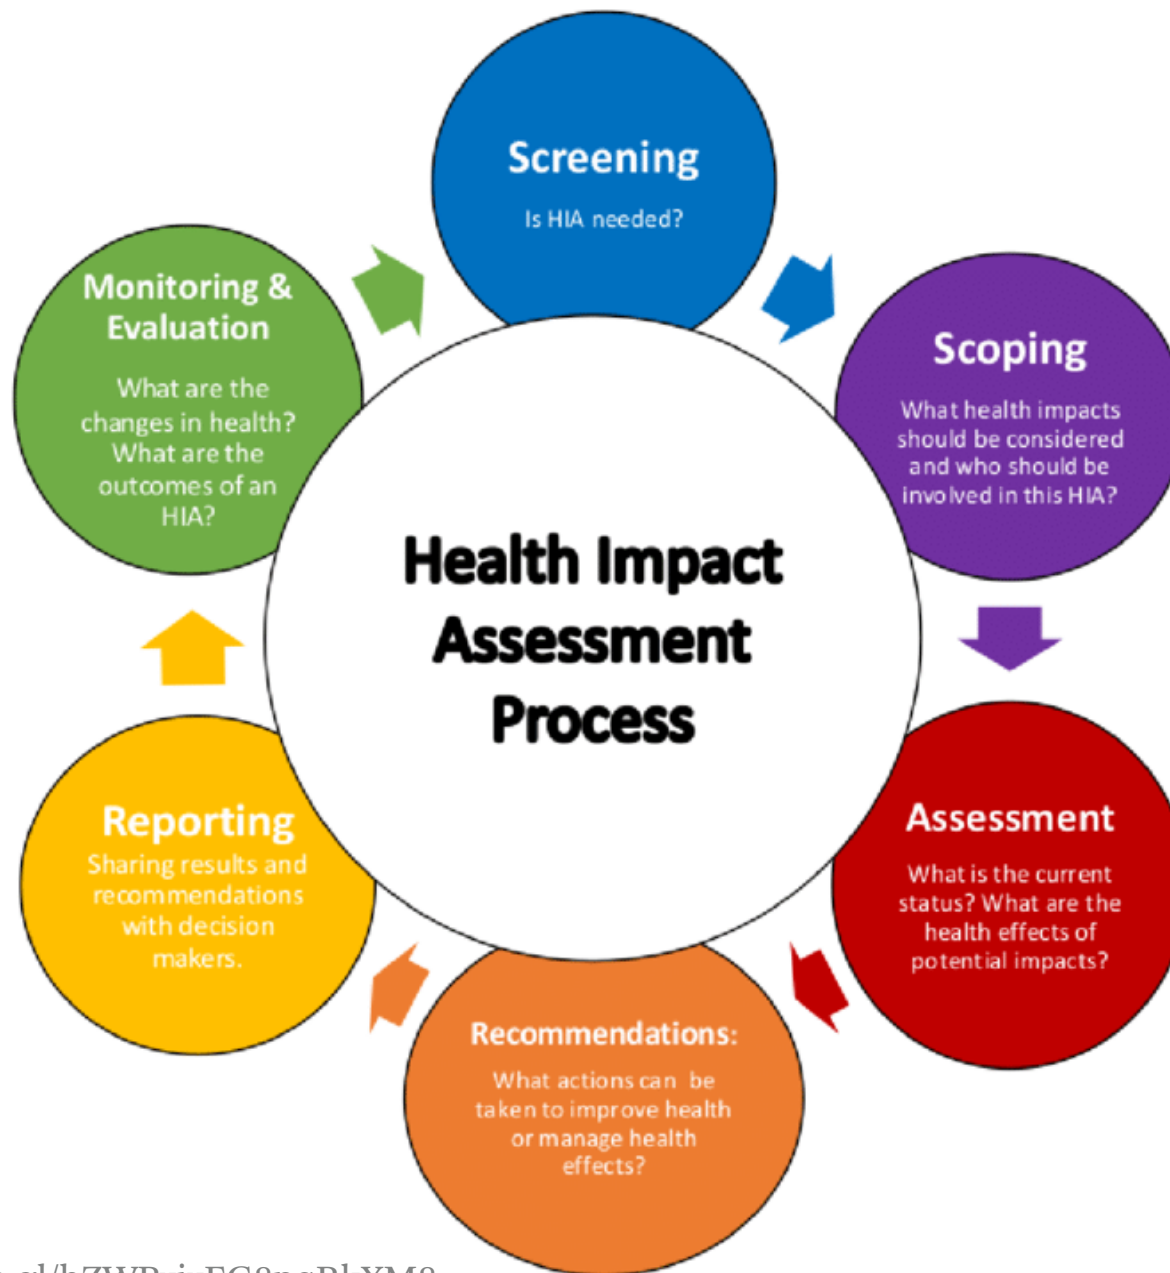 Screening
Is HIA needed?
Scoping
What health impacts
should be considered
and who should be
involved in this HIA?
Assessment
What is the current
status? What are the
health effects of
potential impacts?
Recommendations:
What actions can be
taken to improve health
or manage health
effects?
Reporting
Sharing results and
recommendations
with decision
makers.
Monitoring &
Evaluation
What are the
changes in health?
What are the
outcomes of an
HIA?
Health Impact
Assessment
Process